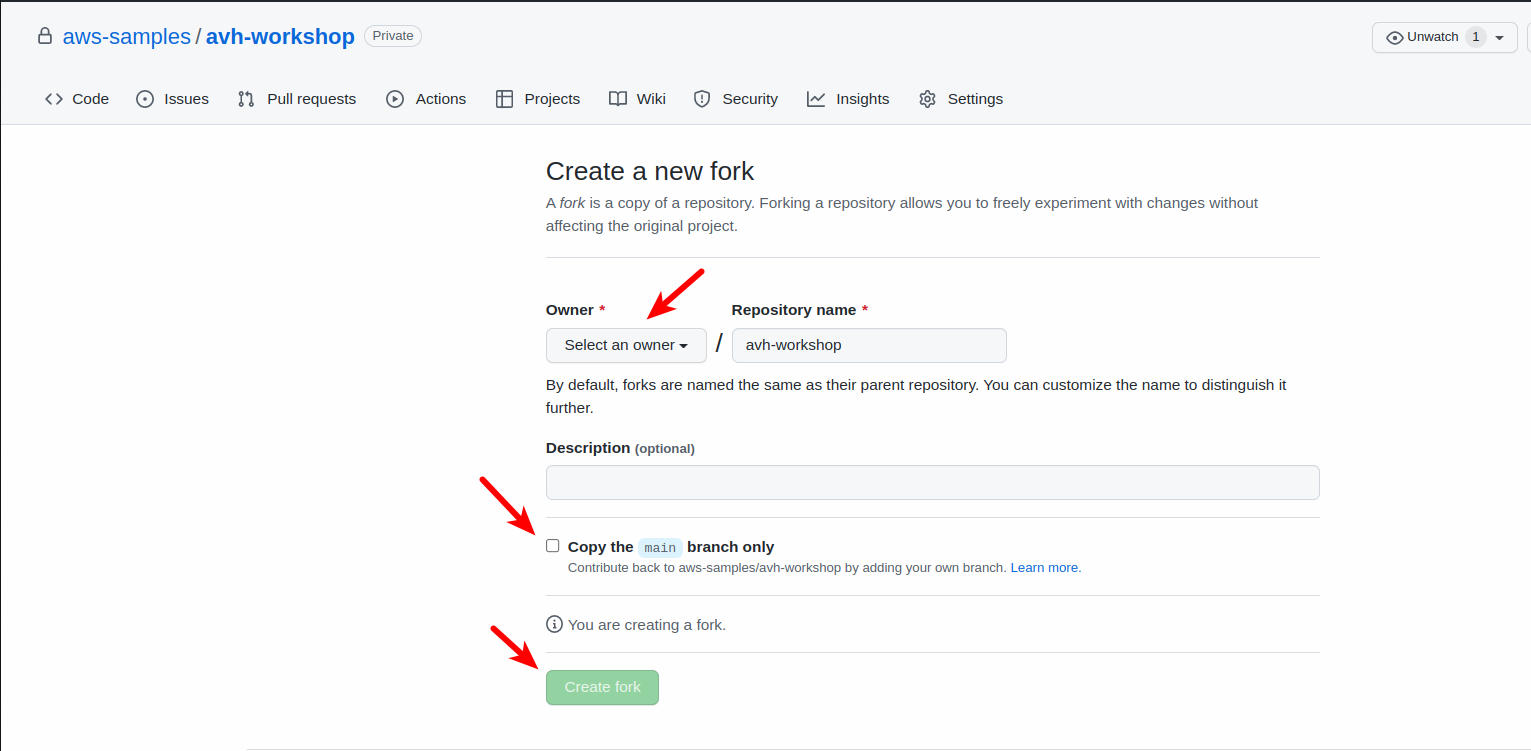 aws-samples / avh-workshop Private
Unwatch 1
Code Issues Pull requests Actions Projects Wiki Security Insights Settings
Create a new fork
A fork is a copy of a repository. Forking a repository allows you to freely experiment with changes without
affecting the original project.
Owner * Repository name *
Select an owner / avh-workshop
By default, forks are named the same as their parent repository. You can customize the name to distinguish it
further.
Description (optional)
Copy the main branch only
Contribute back to aws-samples/avh-workshop by adding your own branch. Learn more.
You are creating a fork.
Create fork